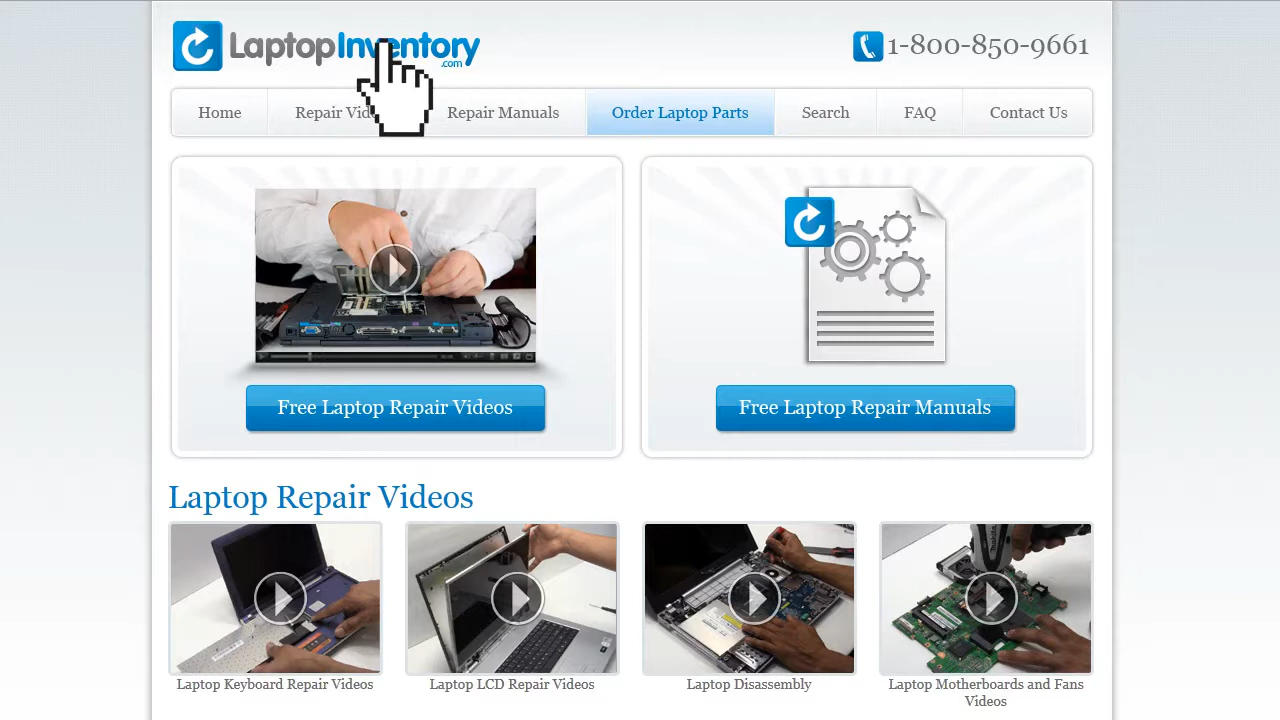 LaptopInventory
.com
1-800-850-9661
Home
Repair Vid
Repair Manuals
Order Laptop Parts
Search
FAQ
Contact Us
Free Laptop Repair Videos
Free Laptop Repair Manuals
Laptop Repair Videos
Laptop Keyboard Repair Videos
Laptop LCD Repair Videos
Laptop Disassembly
Laptop Motherboards and Fans
Videos